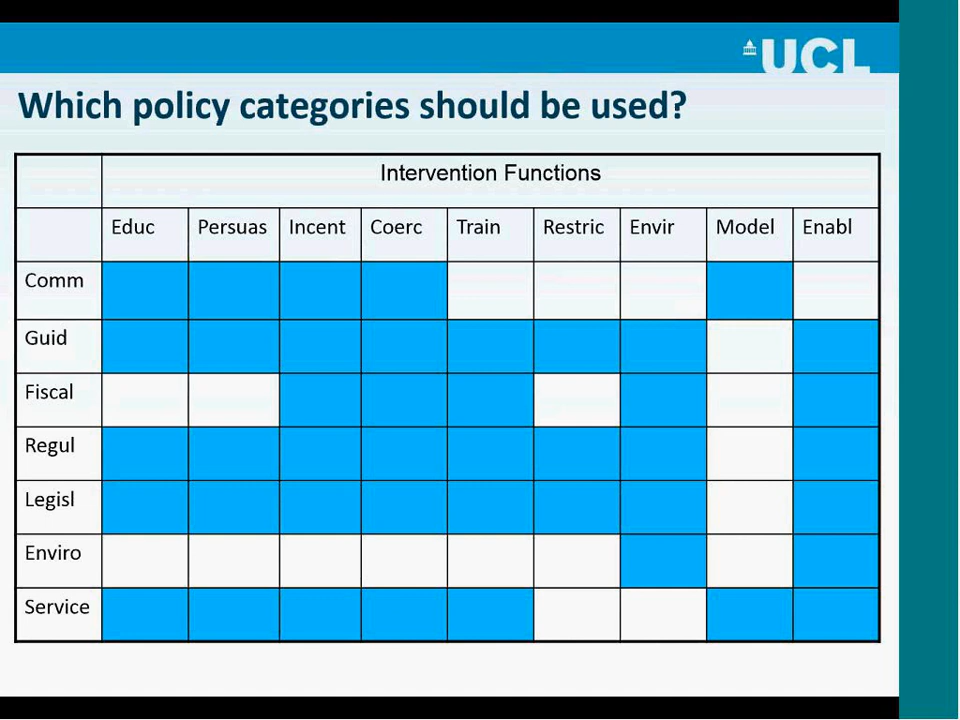 UCL
Which policy categories should be used?
Intervention Functions
Educ Persuas Incent Coerc Train Restric Envir Model Enabl
Comm
Guid
Fiscal
Regul
Legisl
Enviro
Service